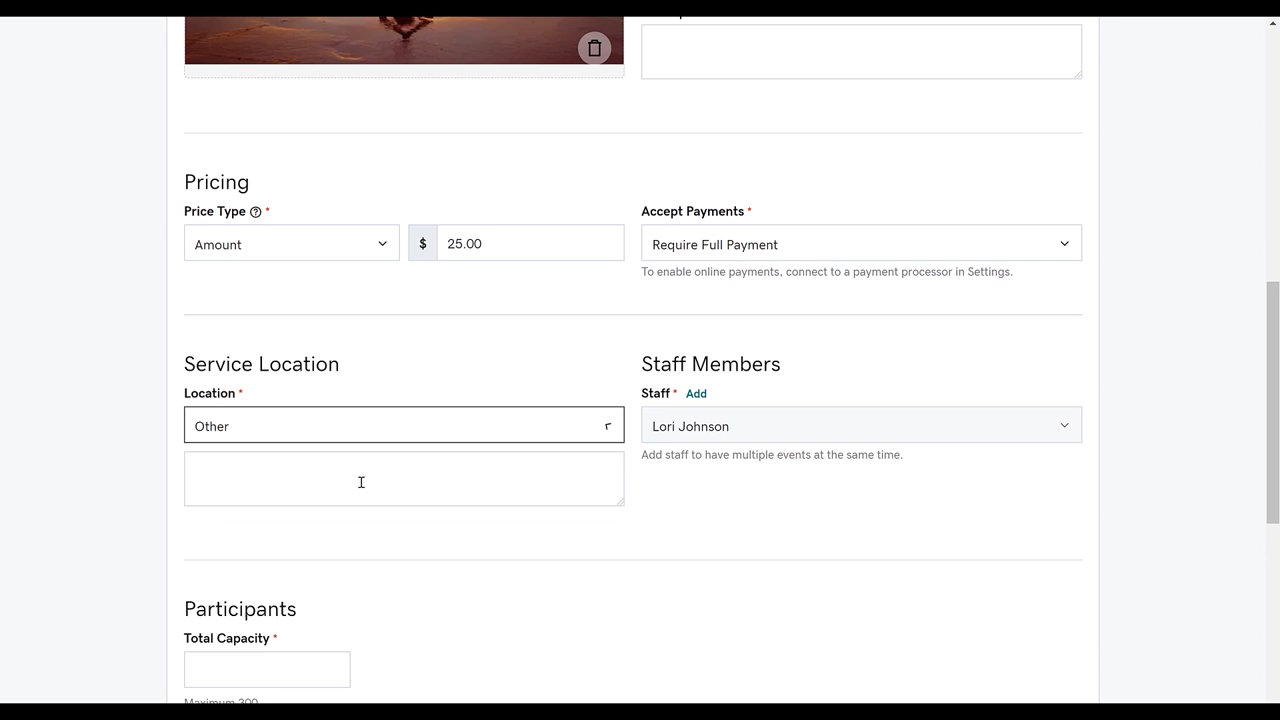 Pricing
Price Type *
Accept Payments *
Amount
$ 25.00
Require Full Payment
To enable online payments, connect to a payment processor in Settings.
Service Location
Staff Members
Location *
Staff * Add
Other
Lori Johnson
Add staff to have multiple events at the same time.
Participants
Total Capacity *
Maximum 300